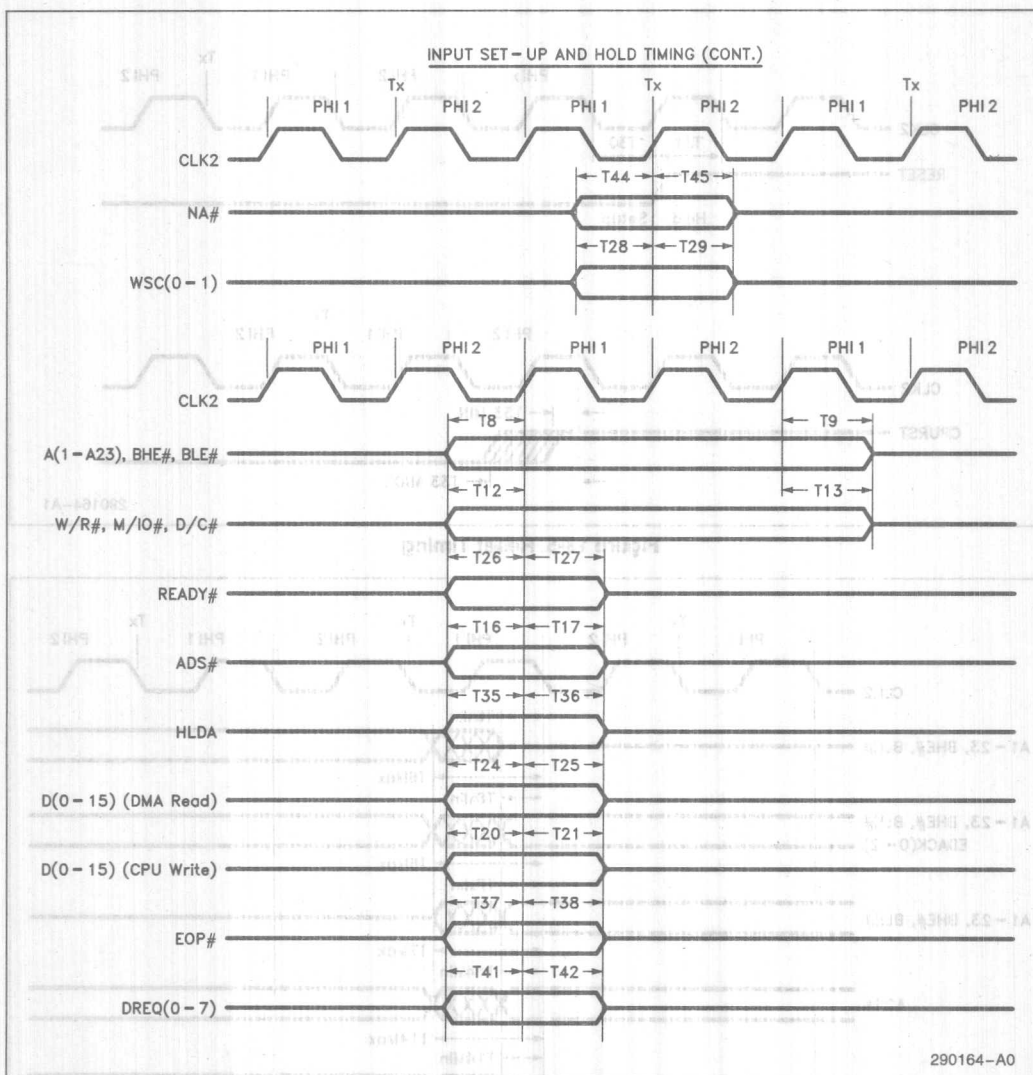 INPUT SET-UP AND HOLD TIMING (CONT.)
Tx Tx Tx
PHI 1 PHI 2 PHI 1 PHI 2 PHI 1 PHI 2
CLK2
T44 T45
NA#
T28 T29
WSC(0-1)
PHI 1 PHI 2 PHI 1 PHI 2 PHI 1 PHI 2
CLK2
T8 T9
A(1-A23), BHE#, BLE#
T12 T13
W/R#, M/IO#, D/C#
T26 T27
READY#
T16 T17
ADS#
T35 T36
HLDA
T24 T25
D(0-15) (DMA Read)
T20 T21
D(0-15) (CPU Write)
T37 T38
EOP#
T41 T42
DREQ(0-7)
290164-A0